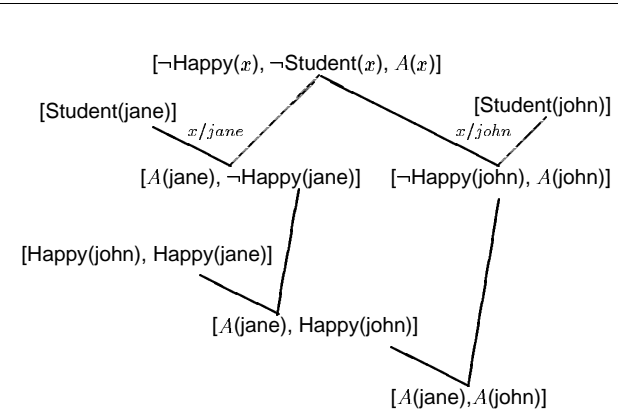 [¬Happy(x), ¬Student(x), A(x)]
[Student(jane)]
[Student(john)]
x/jane
x/john
[A(jane), ¬Happy(jane)]
[¬Happy(john), A(john)]
[Happy(john), Happy(jane)]
[A(jane), Happy(john)]
[A(jane),A(john)]